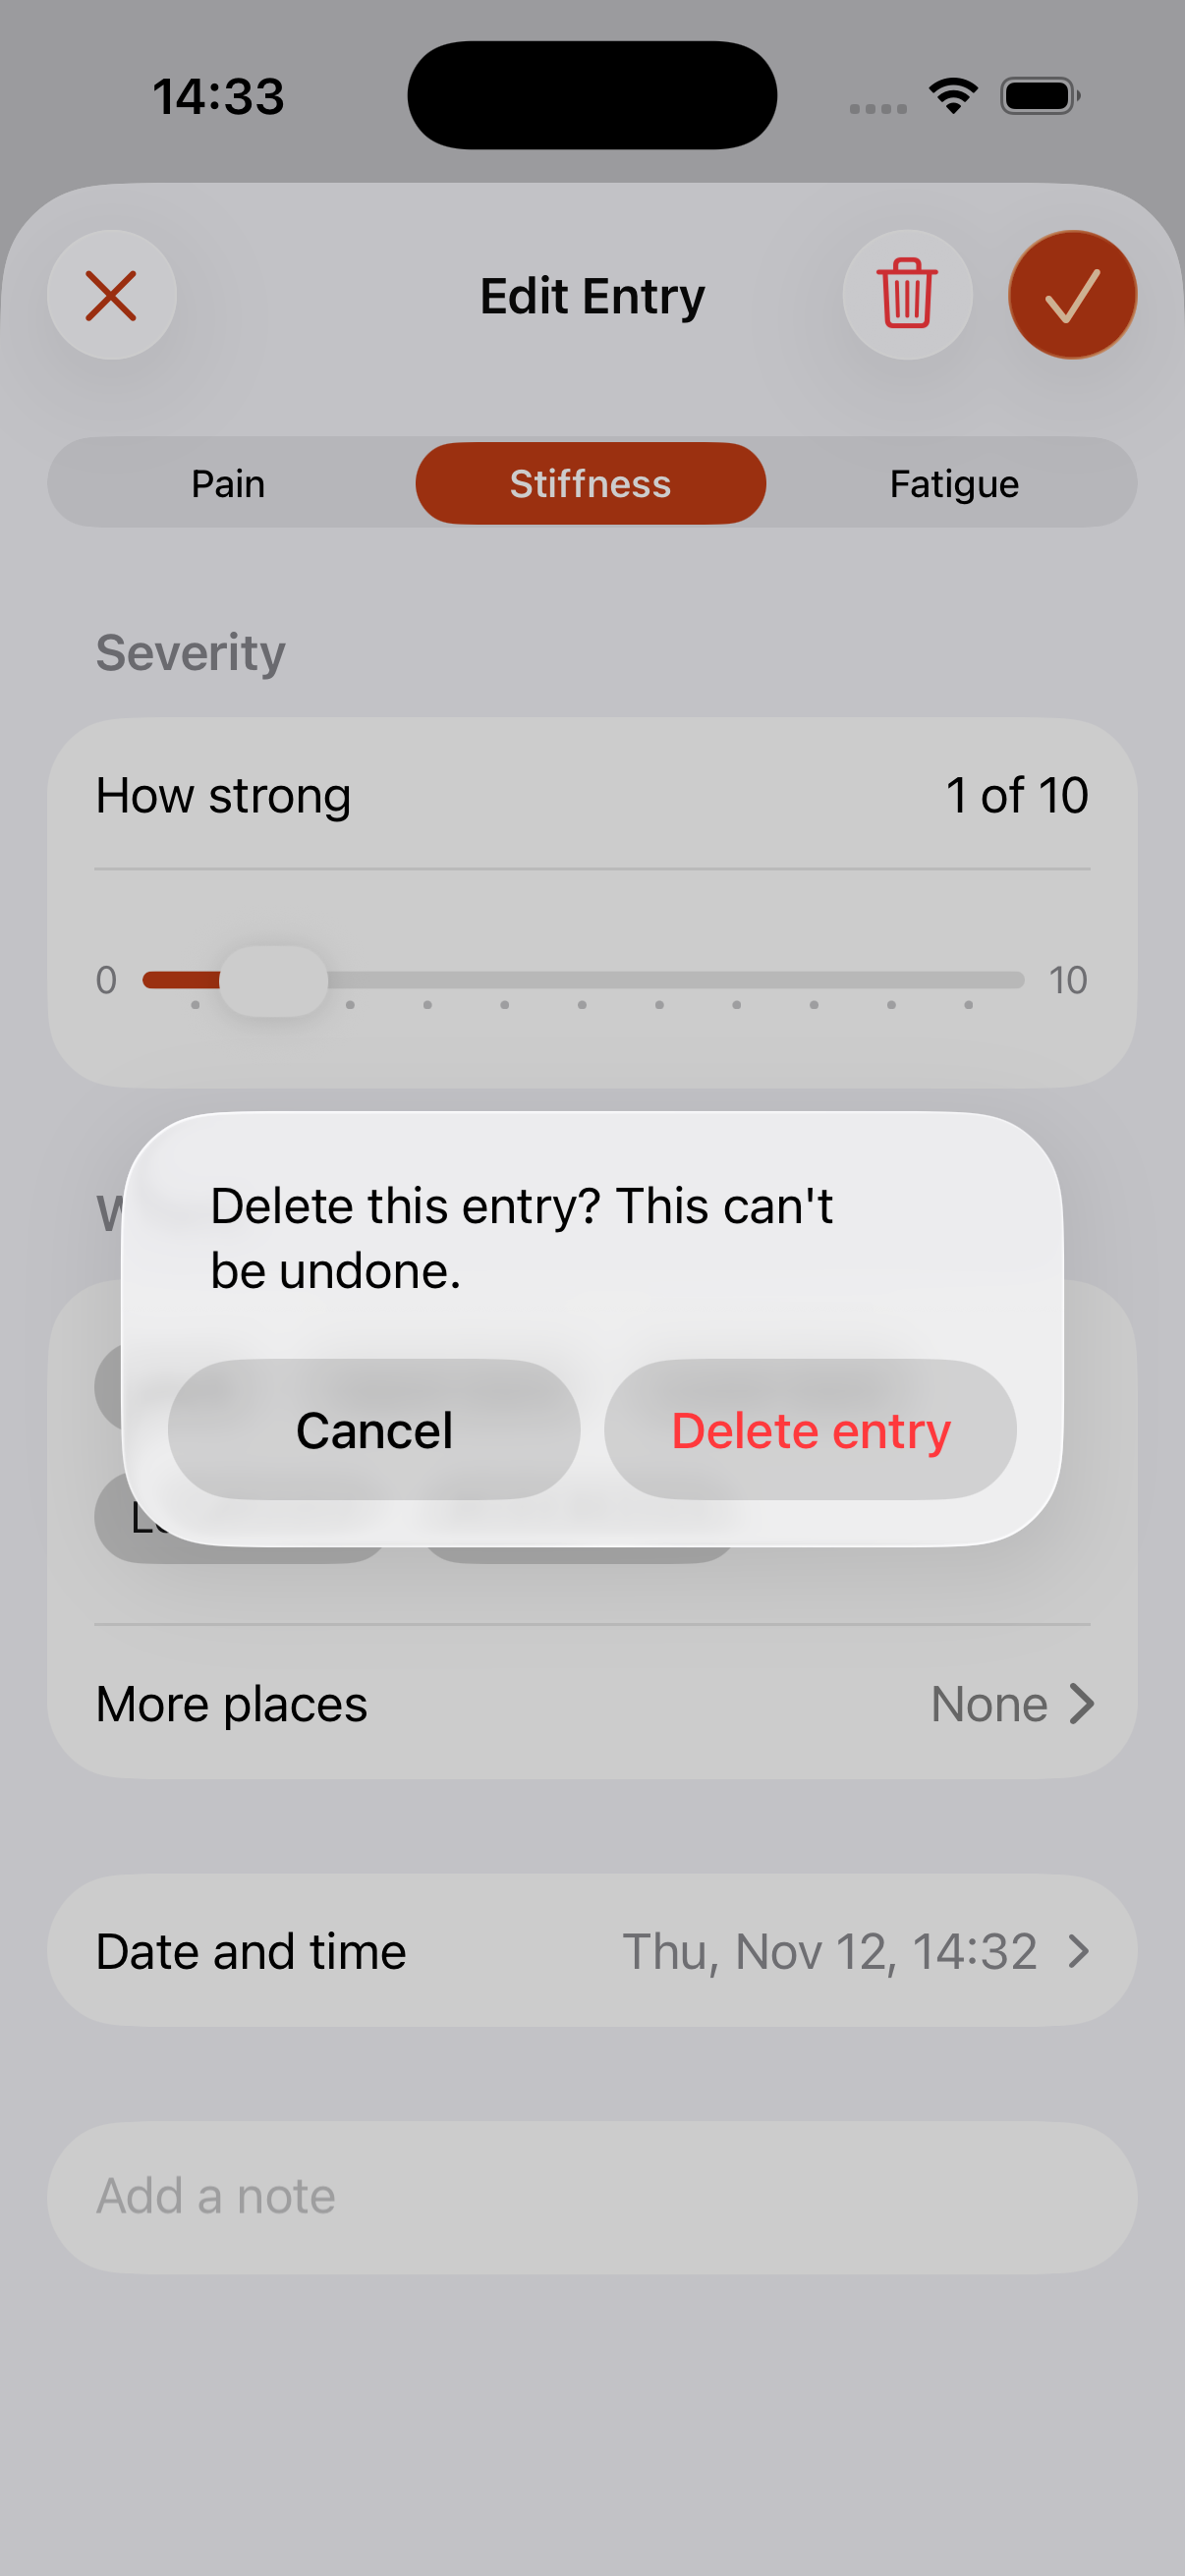 14:33
Edit Entry
Pain Stiffness Fatigue
Severity
How strong 1 of 10
0 10
Delete this entry? This can't
be undone.
Cancel Delete entry
More places None
Date and time Thu, Nov 12, 14:32
Add a note